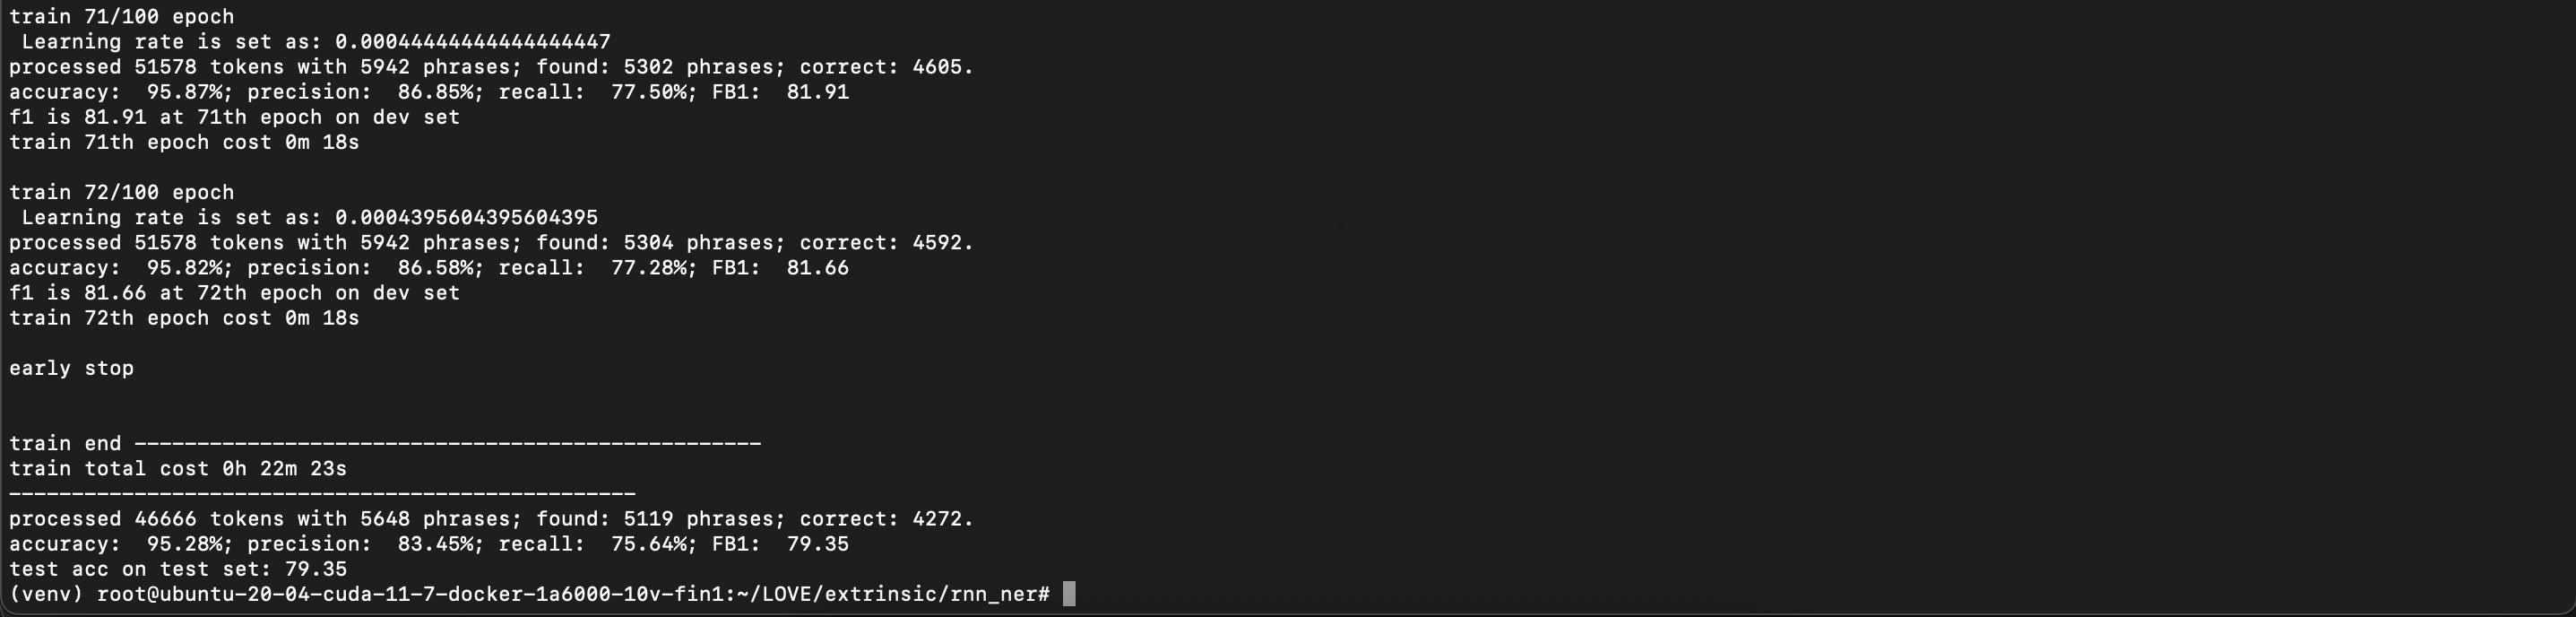 train 71/100 epoch
 Learning rate is set as: 0.00044444444444444447
processed 51578 tokens with 5942 phrases; found: 5302 phrases; correct: 4605.
accuracy:  95.87%; precision:  86.85%; recall:  77.50%; FB1:  81.91
f1 is 81.91 at 71th epoch on dev set
train 71th epoch cost 0m 18s
train 72/100 epoch
 Learning rate is set as: 0.0004395604395604395
processed 51578 tokens with 5942 phrases; found: 5304 phrases; correct: 4592.
accuracy:  95.82%; precision:  86.58%; recall:  77.28%; FB1:  81.66
f1 is 81.66 at 72th epoch on dev set
train 72th epoch cost 0m 18s
early stop
train end --------------------------------------------------
train total cost 0h 22m 23s
--------------------------------------------------
processed 46666 tokens with 5648 phrases; found: 5119 phrases; correct: 4272.
accuracy:  95.28%; precision:  83.45%; recall:  75.64%; FB1:  79.35
test acc on test set: 79.35
(venv) root@ubuntu-20-04-cuda-11-7-docker-1a6000-10v-fin1:~/LOVE/extrinsic/rnn_ner#